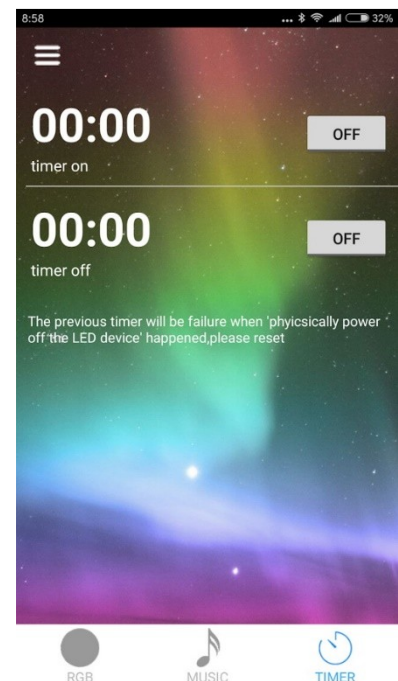 8:58
... 32%
00:00
OFF
timer on
00:00
OFF
timer off
The previous timer will be failure when 'phyicsically power
off the LED device' happened,please reset
RGB
MUSIC
TIMER